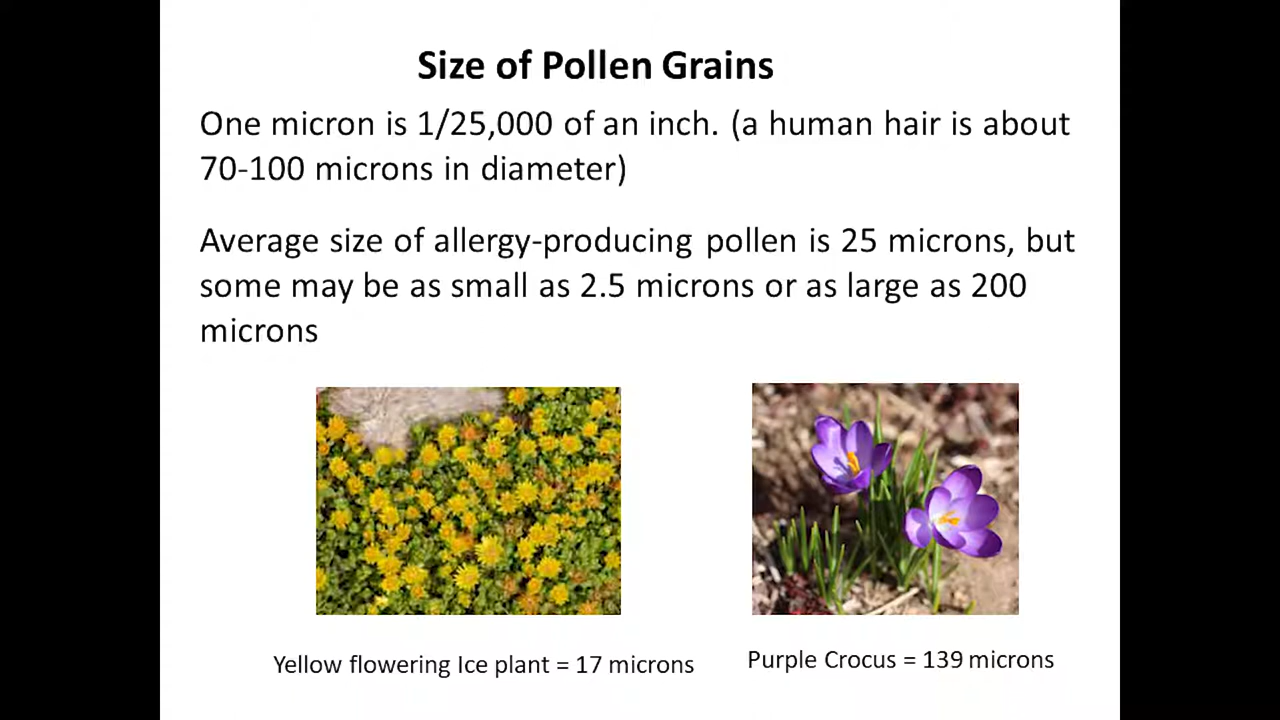 Size of Pollen Grains
One micron is 1/25,000 of an inch. (a human hair is about
70-100 microns in diameter)
Average size of allergy-producing pollen is 25 microns, but
some may be as small as 2.5 microns or as large as 200
microns
Yellow flowering Ice plant = 17 microns
Purple Crocus = 139 microns